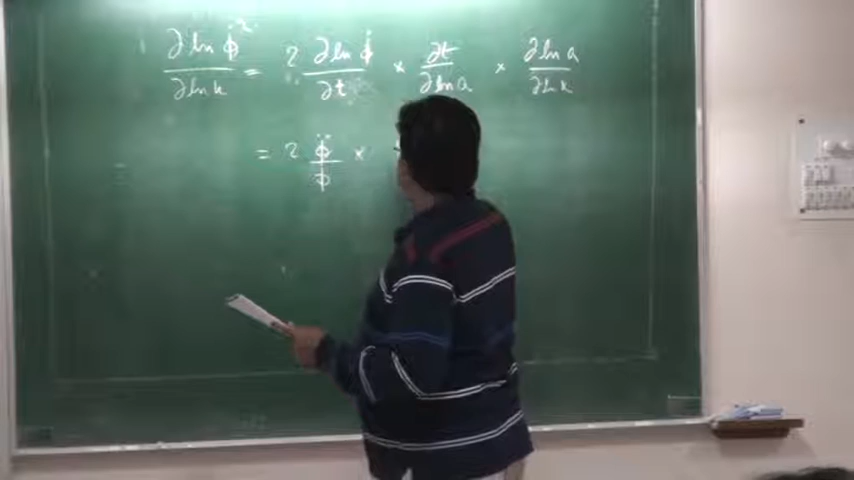 ∂ ln φ̇² / ∂ ln k = 2 ∂ ln φ̇ / ∂t × ∂t / ∂ ln a × ∂ ln a / ∂ ln k
= 2 φ̈ / φ̇ ×